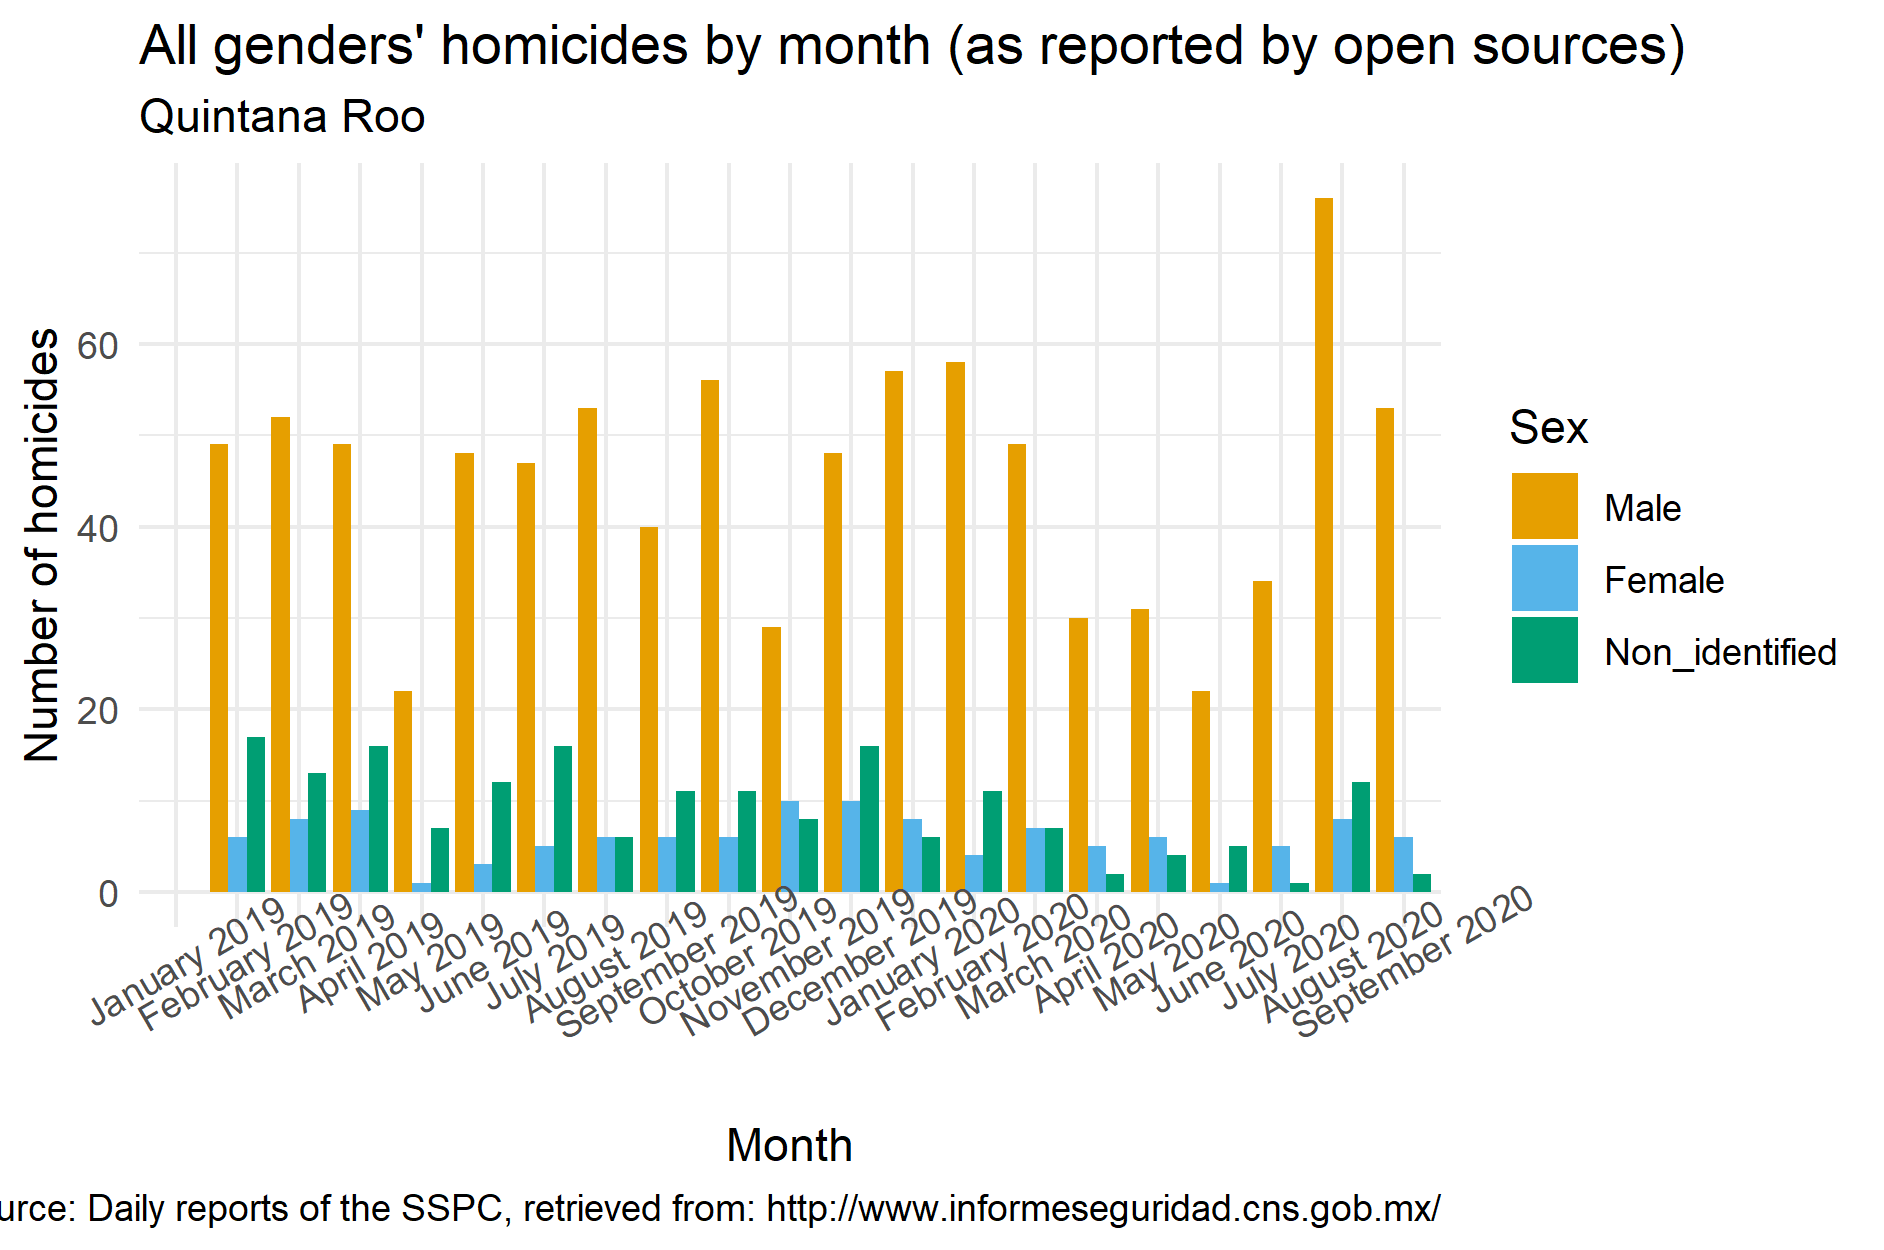 All genders' homicides by month (as reported by open sources)
Quintana Roo
Number of homicides
60
40
20
0
January 2019
February 2019
March 2019
April 2019
May 2019
June 2019
July 2019
August 2019
September 2019
October 2019
November 2019
December 2019
January 2020
February 2020
March 2020
April 2020
May 2020
June 2020
July 2020
August 2020
September 2020
Month
Sex
Male
Female
Non_identified
urce: Daily reports of the SSPC, retrieved from: http://www.informeseguridad.cns.gob.mx/